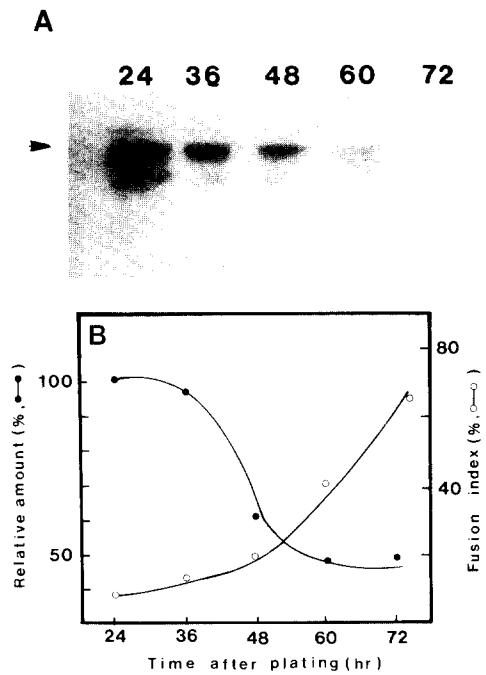 A
24 36 48 60 72
B
100
50
80
40
Relative amount (%, ●—●)
Fusion index (%, ○—○)
24 36 48 60 72
Time after plating (hr)